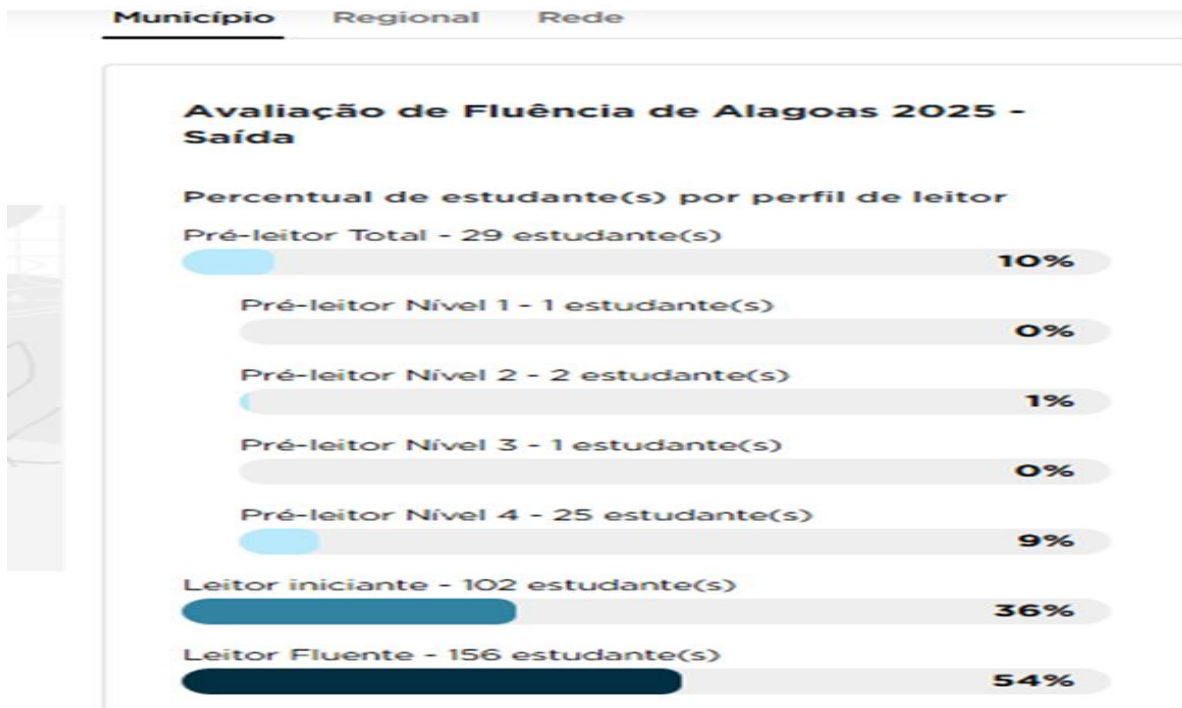 Município Regional Rede
Avaliação de Fluência de Alagoas 2025 -
Saída
Percentual de estudante(s) por perfil de leitor
Pré-leitor Total - 29 estudante(s)
10%
Pré-leitor Nível 1 - 1 estudante(s)
0%
Pré-leitor Nível 2 - 2 estudante(s)
1%
Pré-leitor Nível 3 - 1 estudante(s)
0%
Pré-leitor Nível 4 - 25 estudante(s)
9%
Leitor iniciante - 102 estudante(s)
36%
Leitor Fluente - 156 estudante(s)
54%